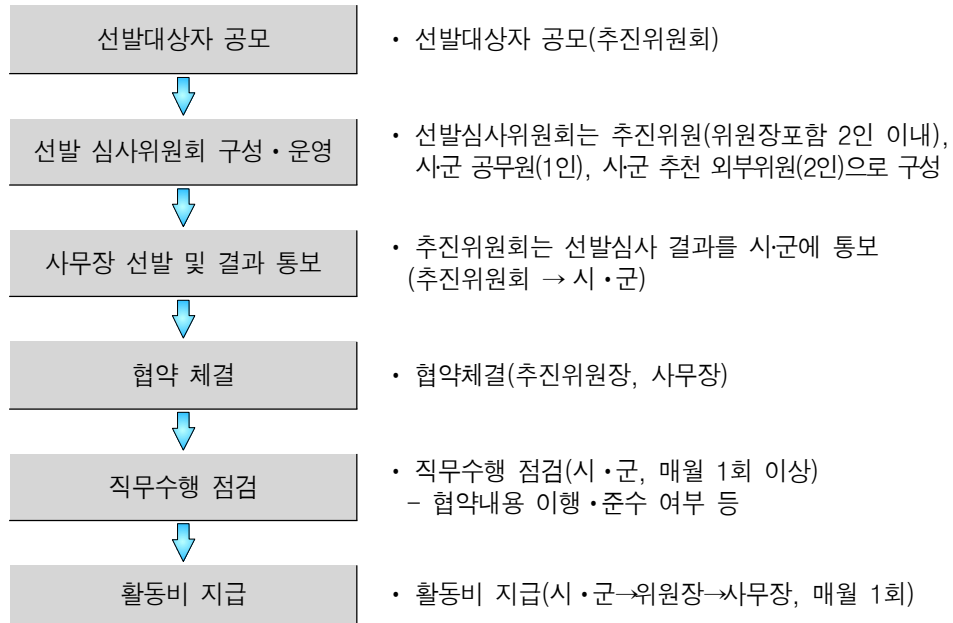 선발대상자 공모
• 선발대상자 공모(추진위원회)
선발 심사위원회 구성·운영
• 선발심사위원회는 추진위원(위원장포함 2인 이내),
시·군 공무원(1인), 시·군 추천 외부위원(2인)으로 구성
사무장 선발 및 결과 통보
• 추진위원회는 선발심사 결과를 시·군에 통보
(추진위원회 → 시·군)
협약 체결
• 협약체결(추진위원장, 사무장)
직무수행 점검
• 직무수행 점검(시·군, 매월 1회 이상)
– 협약내용 이행·준수 여부 등
활동비 지급
• 활동비 지급(시·군→위원장→사무장, 매월 1회)